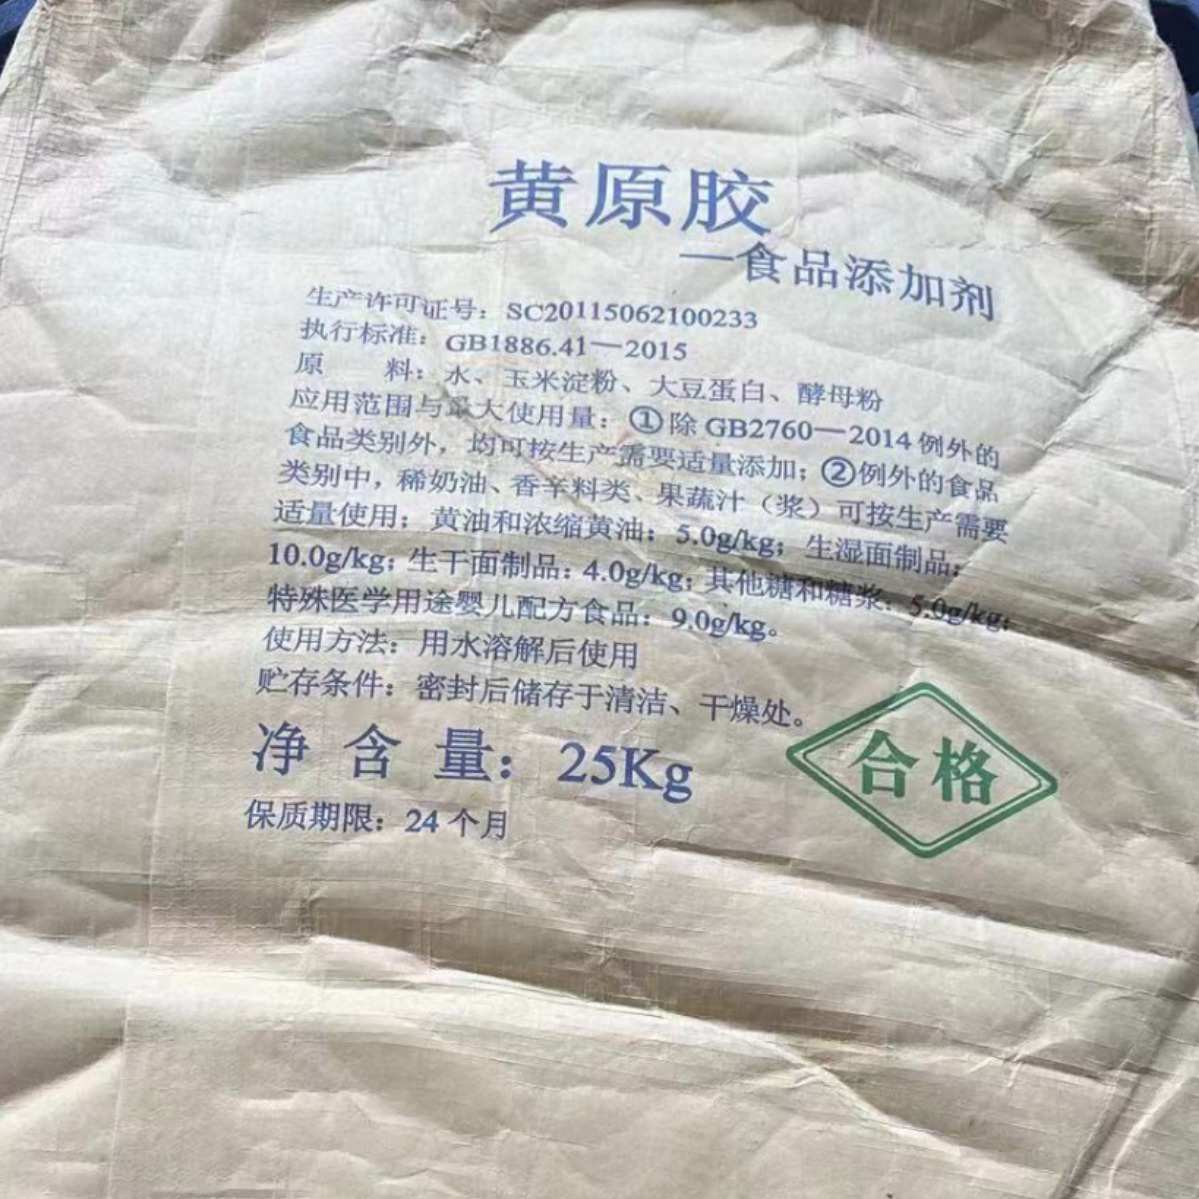 黄原胶
—食品添加剂
生产许可证号：SC20115062100233
执行标准：GB1886.41—2015
原　　料：水、玉米淀粉、大豆蛋白、酵母粉
应用范围与最大使用量：①除GB2760—2014例外的
食品类别外，均可按生产需要适量添加；②例外的食品
类别中，稀奶油、香辛料类、果蔬汁（浆）可按生产需要
适量使用；黄油和浓缩黄油：5.0g/kg；生湿面制品：
10.0g/kg；生干面制品：4.0g/kg；其他糖和糖浆：5.0g/kg；
特殊医学用途婴儿配方食品：9.0g/kg。
使用方法：用水溶解后使用
贮存条件：密封后储存于清洁、干燥处。
净 含 量：25Kg
合格
保质期限：24个月